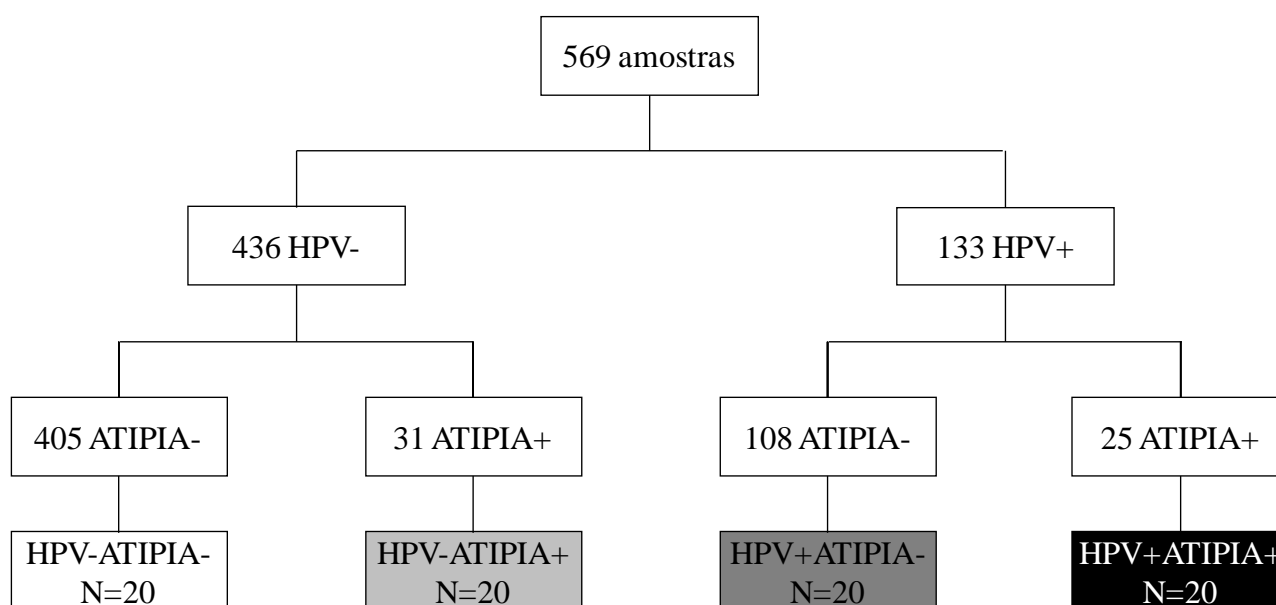 569 amostras
436 HPV-
133 HPV+
405 ATIPIA-
31 ATIPIA+
108 ATIPIA-
25 ATIPIA+
HPV-ATIPIA-
N=20
HPV-ATIPIA+
N=20
HPV+ATIPIA-
N=20
HPV+ATIPIA+
N=20